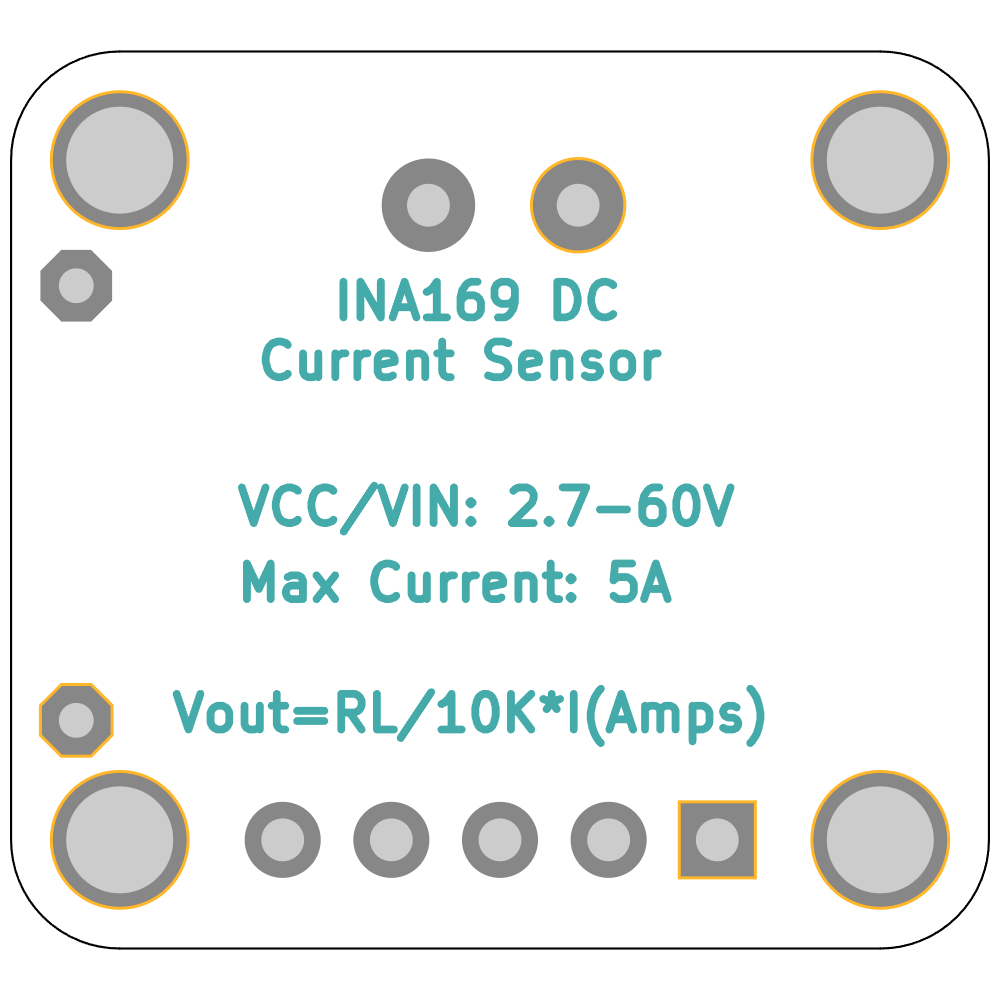 INA169 DC
Current Sensor
VCC/VIN: 2.7-60V
Max Current: 5A
Vout=RL/10K*I(Amps)